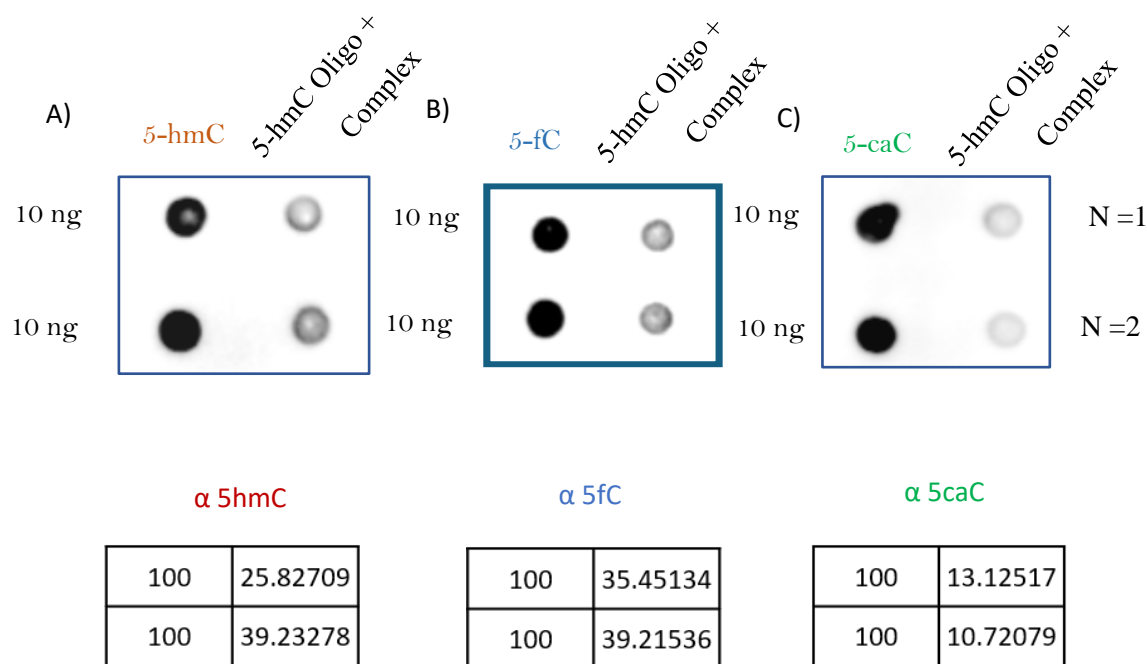 A)
5-hmC
5-hmC Oligo +
Complex
B)
5-fC
5-hmC Oligo +
Complex
C)
5-caC
5-hmC Oligo +
Complex
10 ng
10 ng
10 ng
N =1
10 ng
10 ng
10 ng
N =2
α 5hmC
α 5fC
α 5caC
100 25.82709
100 39.23278
100 35.45134
100 39.21536
100 13.12517
100 10.72079